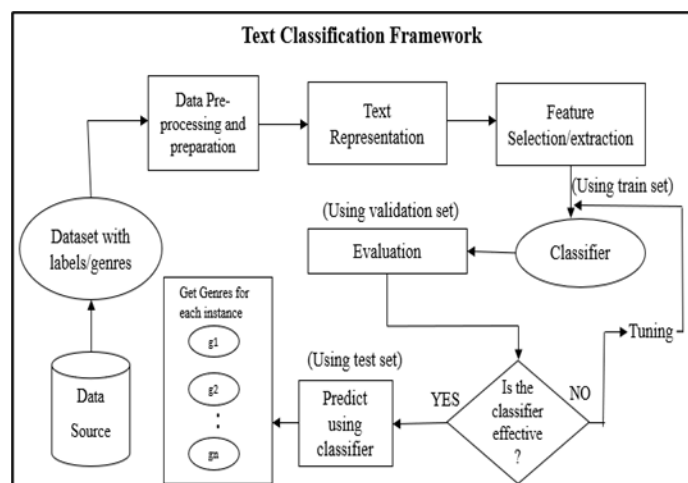 Text Classification Framework
Data Pre-
processing and
preparation
Text
Representation
Feature
Selection/extraction
(Using train set)
(Using validation set)
Dataset with
labels/genres
Evaluation
Classifier
Get Genres for
each instance
g1
g2
⋮
gn
Data
Source
(Using test set)
Predict
using
classifier
YES
Is the
classifier
effective
?
NO
Tuning